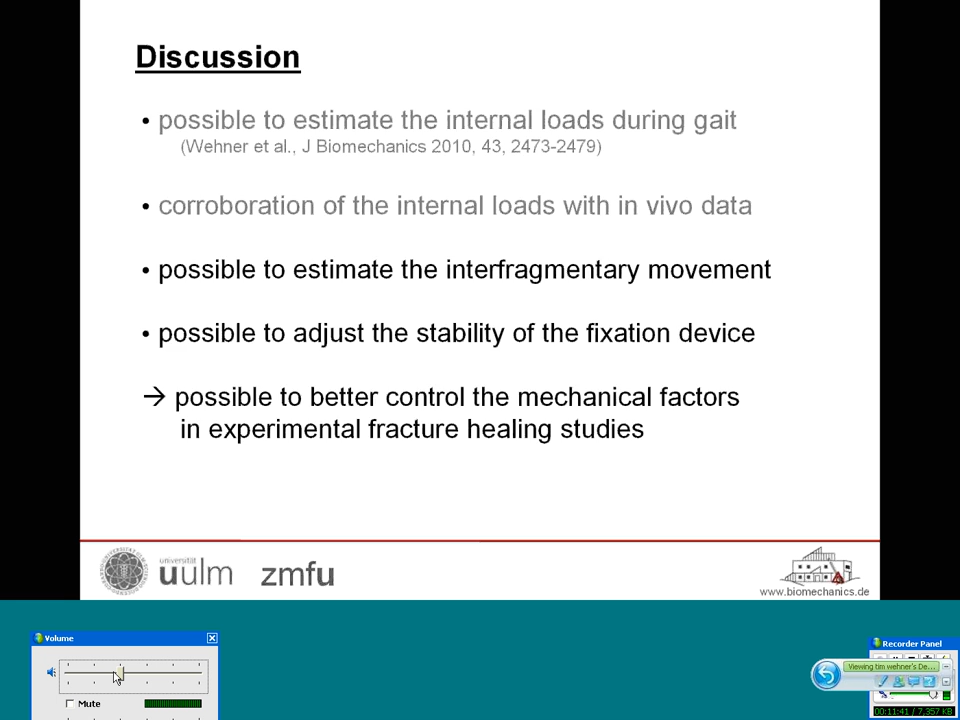 Discussion
• possible to estimate the internal loads during gait
(Wehner et al., J Biomechanics 2010, 43, 2473-2479)
• corroboration of the internal loads with in vivo data
• possible to estimate the interfragmentary movement
• possible to adjust the stability of the fixation device
→ possible to better control the mechanical factors
in experimental fracture healing studies
universität
uulm
zmfu
www.biomechanics.de
Volume
Mute
Recorder Panel
Viewing tim wehner's De...
00:11:41 / 7,357 KB